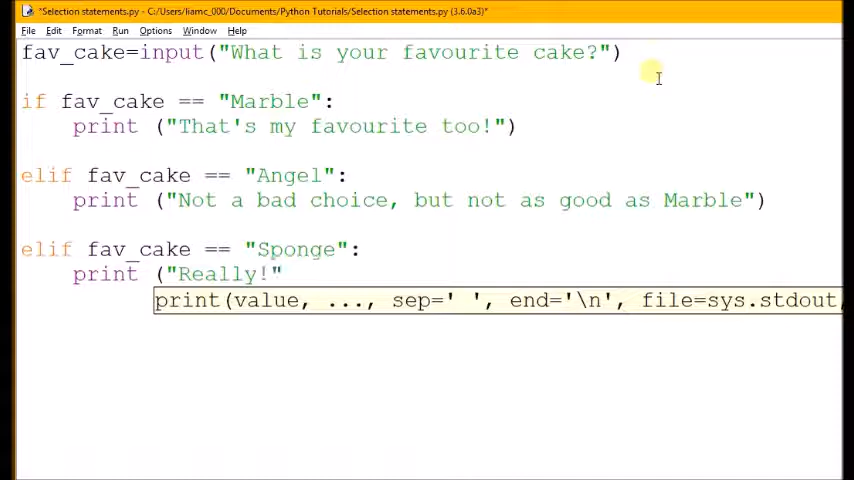 *Selection statements.py - C:/Users/liamc_000/Documents/Python Tutorials/Selection statements.py (3.6.0a3)*
File Edit Format Run Options Window Help
fav_cake=input("What is your favourite cake?")
if fav_cake == "Marble":
    print ("That's my favourite too!")
elif fav_cake == "Angel":
    print ("Not a bad choice, but not as good as Marble")
elif fav_cake == "Sponge":
    print ("Really!"
print(value, ..., sep=' ', end='\n', file=sys.stdout,